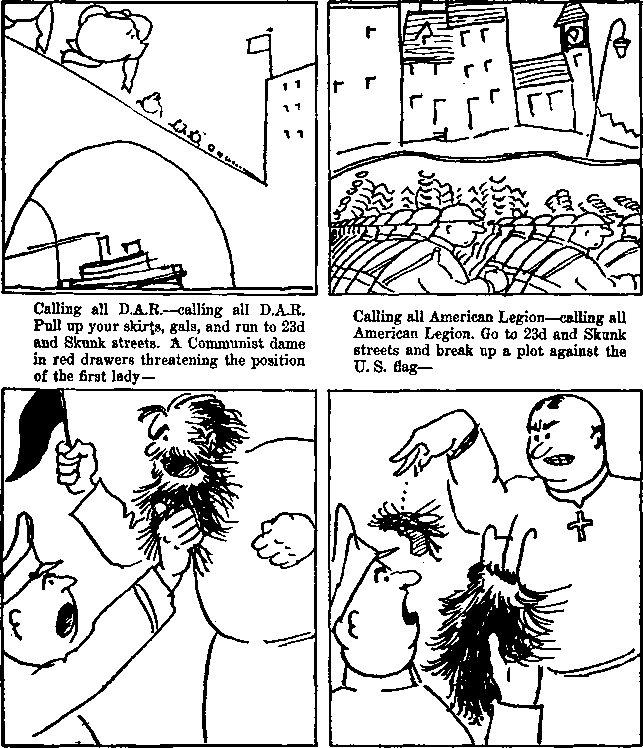 Calling all D.A.R.—calling all D.A.R.
Pull up your skirts, gals, and run to 23d
and Skunk streets. A Communist dame
in red drawers threatening the position
of the first lady—
Calling all American Legion—calling all
American Legion. Go to 23d and Skunk
streets and break up a plot against the
U. S. flag—